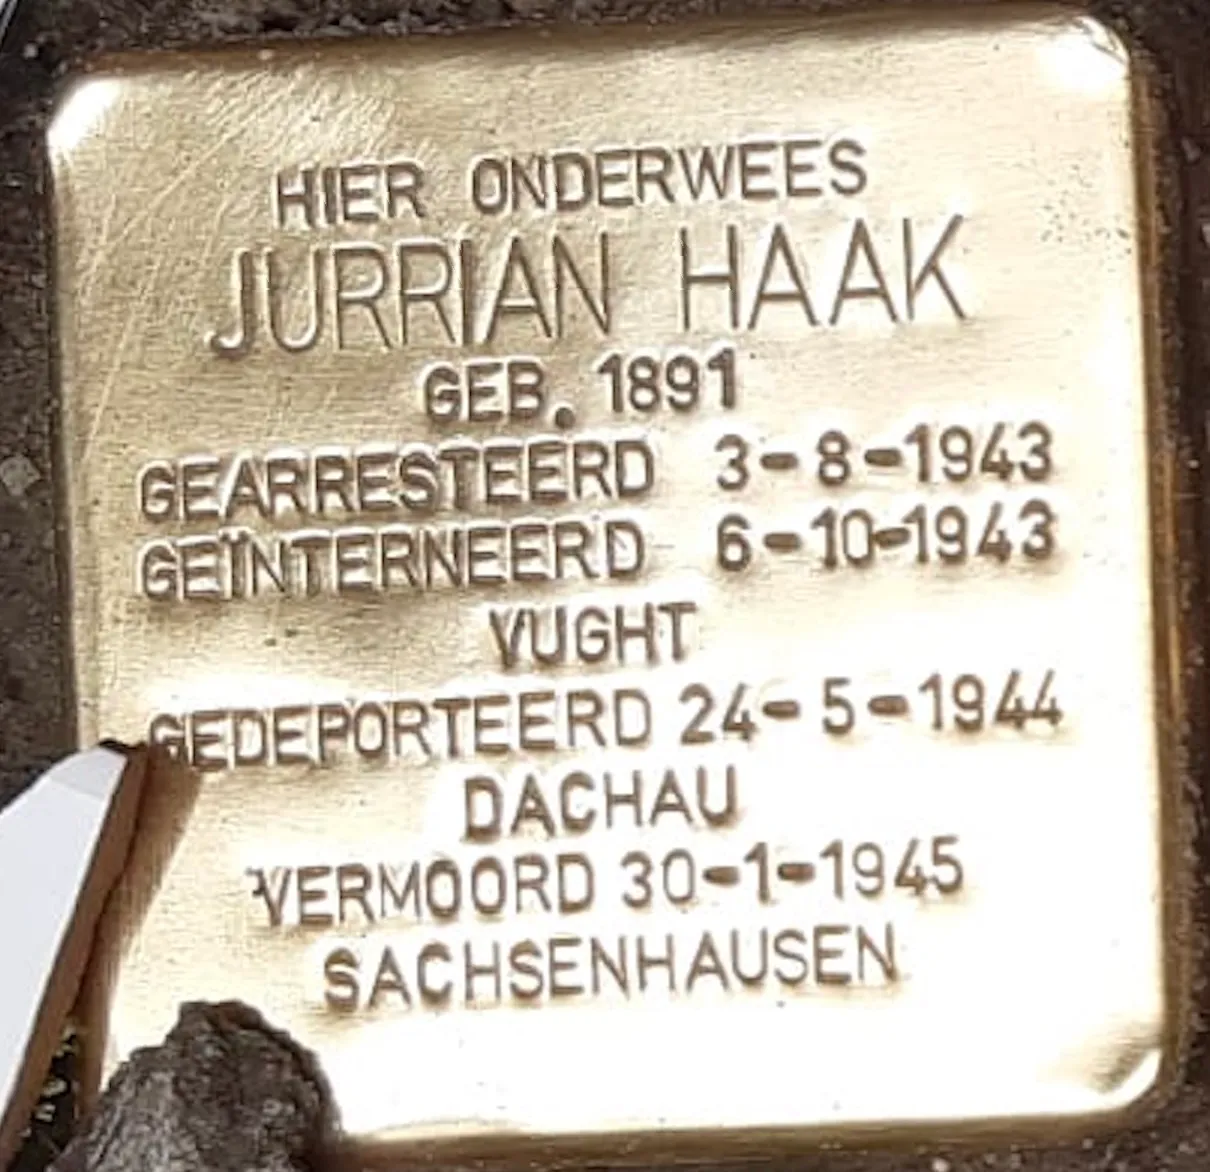 HIER ONDERWEES
JURRIAN HAAK
GEB. 1891
GEARRESTEERD 3-8-1943
GEÏNTERNEERD 6-10-1943
VUGHT
GEDEPORTEERD 24-5-1944
DACHAU
VERMOORD 30-1-1945
SACHSENHAUSEN